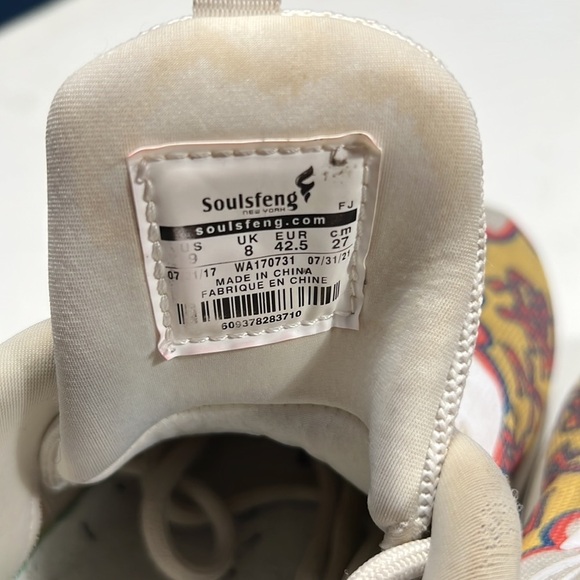 Soulsfeng
NEW YORK
FJ
soulsfeng.com
US UK EUR cm
9 8 42.5 27
WA170731
MADE IN CHINA
FABRIQUE EN CHINE
609378283710